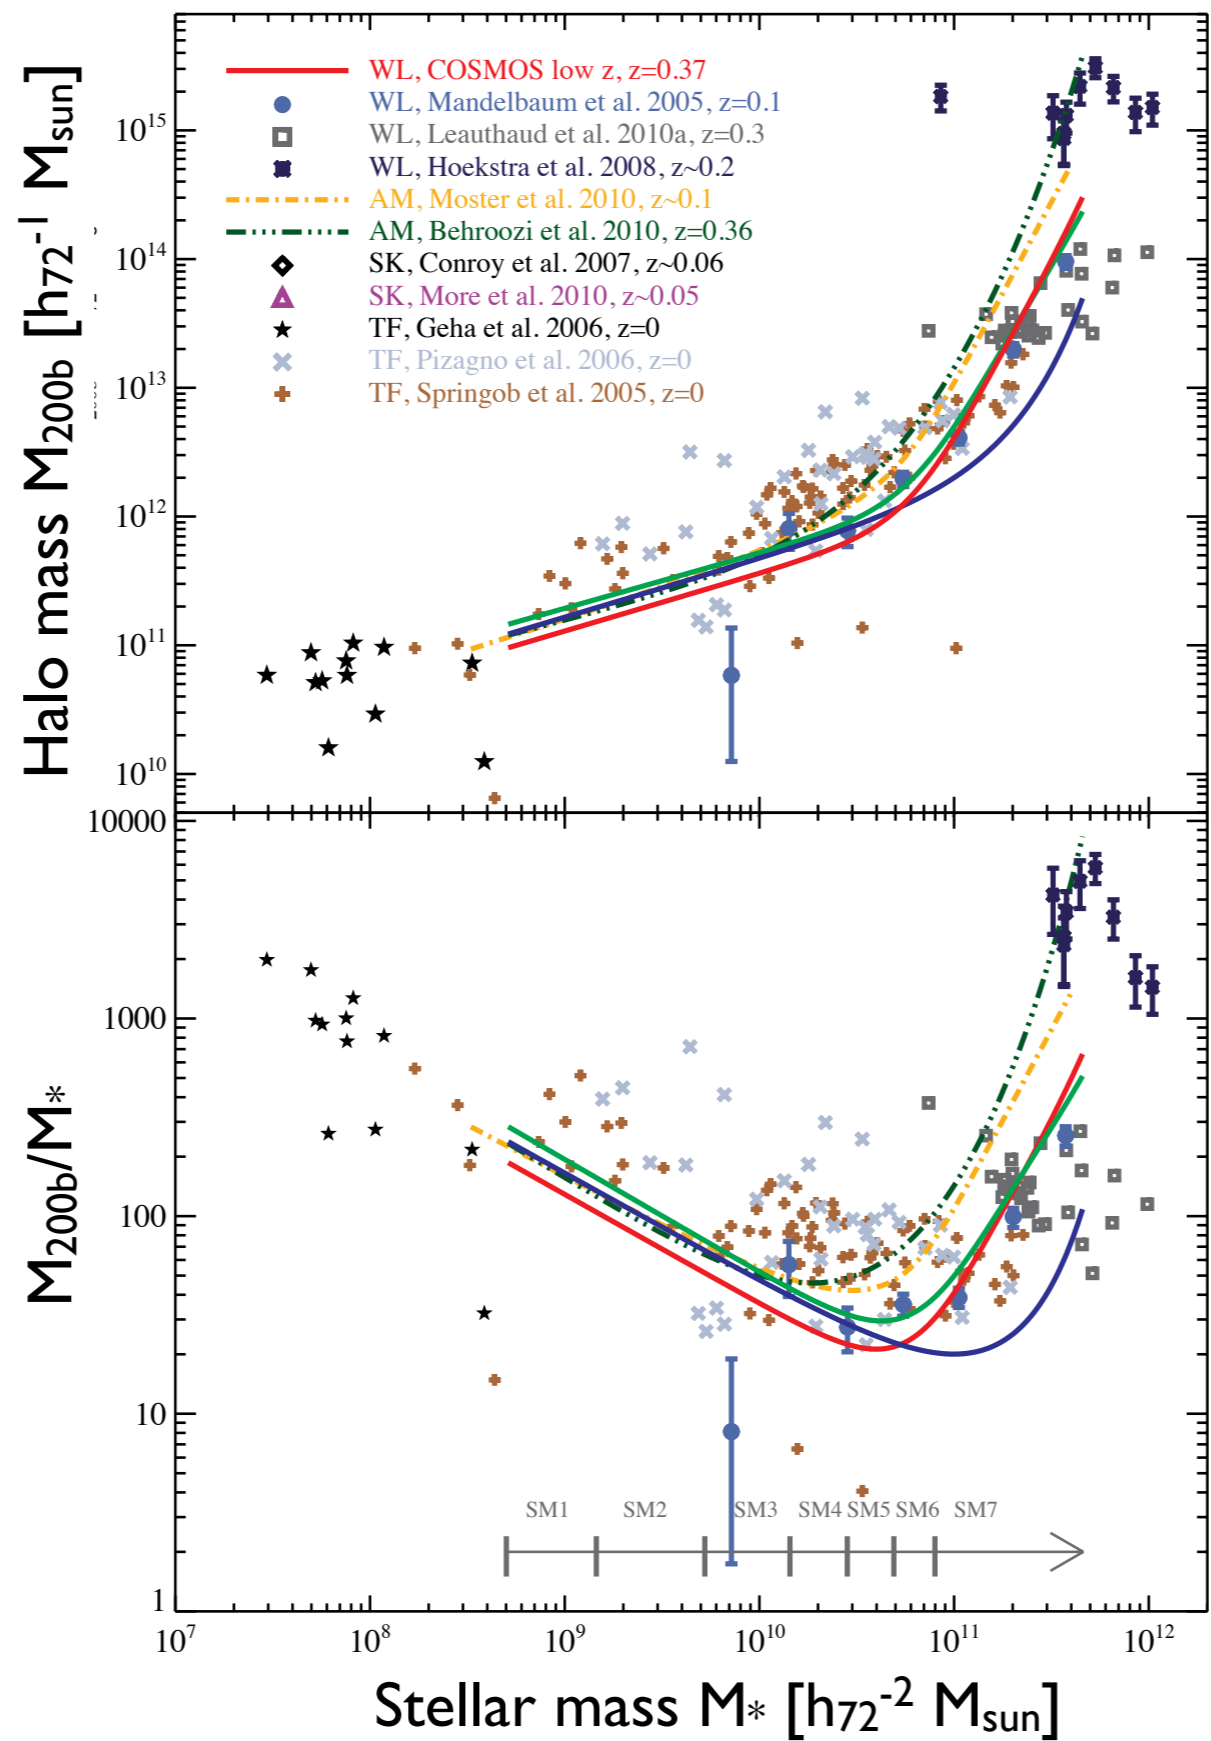 Halo mass M200b [h72-1 Msun]
10^15
10^14
10^13
10^12
10^11
10^10
WL, COSMOS low z, z=0.37
WL, Mandelbaum et al. 2005, z=0.1
WL, Leauthaud et al. 2010a, z=0.3
WL, Hoekstra et al. 2008, z~0.2
AM, Moster et al. 2010, z~0.1
AM, Behroozi et al. 2010, z=0.36
SK, Conroy et al. 2007, z~0.06
SK, More et al. 2010, z~0.05
TF, Geha et al. 2006, z=0
TF, Pizagno et al. 2006, z=0
TF, Springob et al. 2005, z=0
M200b/M*
10000
1000
100
10
1
SM1 SM2 SM3 SM4 SM5 SM6 SM7
10^7 10^8 10^9 10^10 10^11 10^12
Stellar mass M* [h72-2 Msun]